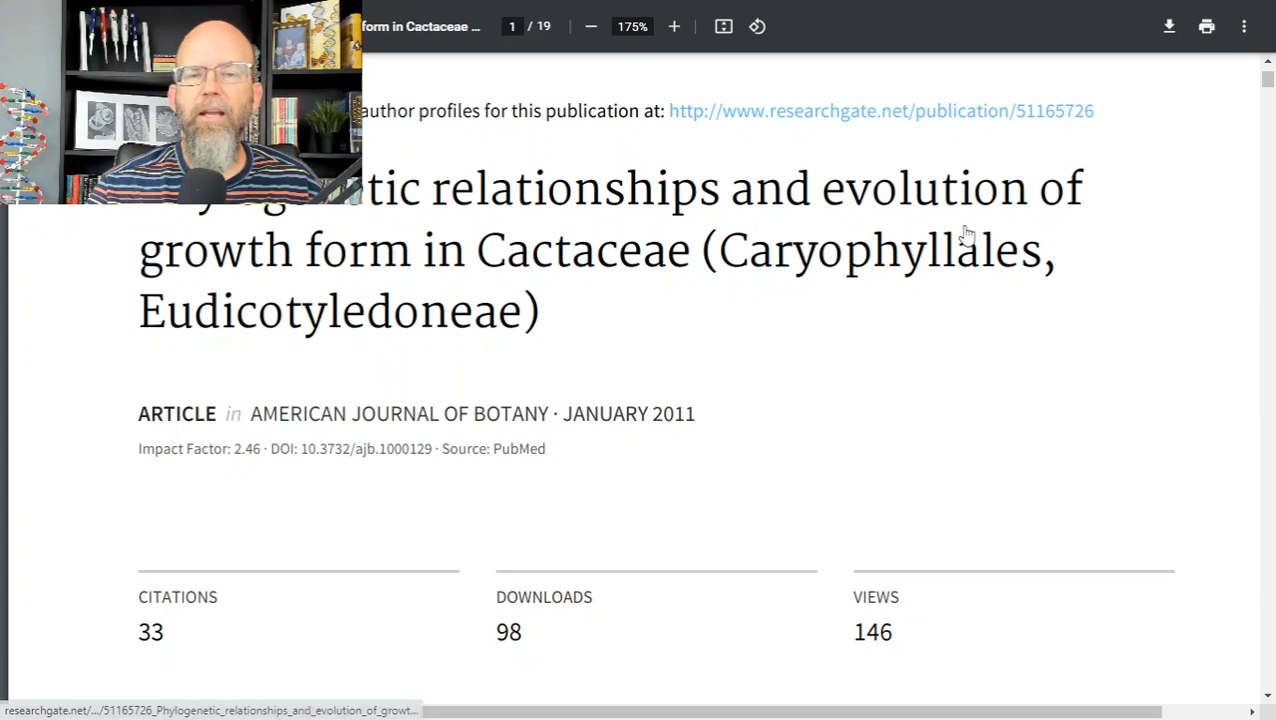 form in Cactaceae ...
1 / 19
175%
author profiles for this publication at: http://www.researchgate.net/publication/51165726
tic relationships and evolution of
growth form in Cactaceae (Caryophyllales,
Eudicotyledoneae)
ARTICLE in AMERICAN JOURNAL OF BOTANY · JANUARY 2011
Impact Factor: 2.46 · DOI: 10.3732/ajb.1000129 · Source: PubMed
CITATIONS
33
DOWNLOADS
98
VIEWS
146
researchgate.net/.../51165726_Phylogenetic_relationships_and_evolution_of_growt...